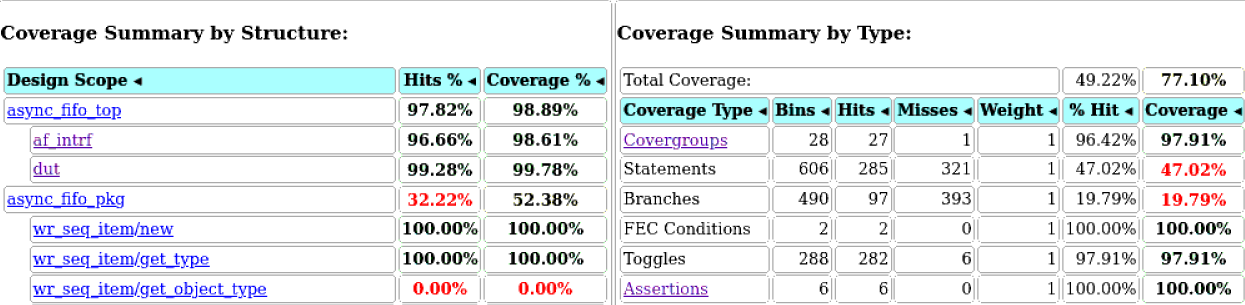 Coverage Summary by Structure:
Design Scope ◂ Hits % ◂ Coverage % ◂
async_fifo_top 97.82% 98.89%
af_intrf 96.66% 98.61%
dut 99.28% 99.78%
async_fifo_pkg 32.22% 52.38%
wr_seq_item/new 100.00% 100.00%
wr_seq_item/get_type 100.00% 100.00%
wr_seq_item/get_object_type 0.00% 0.00%
Coverage Summary by Type:
Total Coverage: 49.22% 77.10%
Coverage Type ◂ Bins ◂ Hits ◂ Misses ◂ Weight ◂ % Hit ◂ Coverage ◂
Covergroups 28 27 1 1 96.42% 97.91%
Statements 606 285 321 1 47.02% 47.02%
Branches 490 97 393 1 19.79% 19.79%
FEC Conditions 2 2 0 1 100.00% 100.00%
Toggles 288 282 6 1 97.91% 97.91%
Assertions 6 6 0 1 100.00% 100.00%